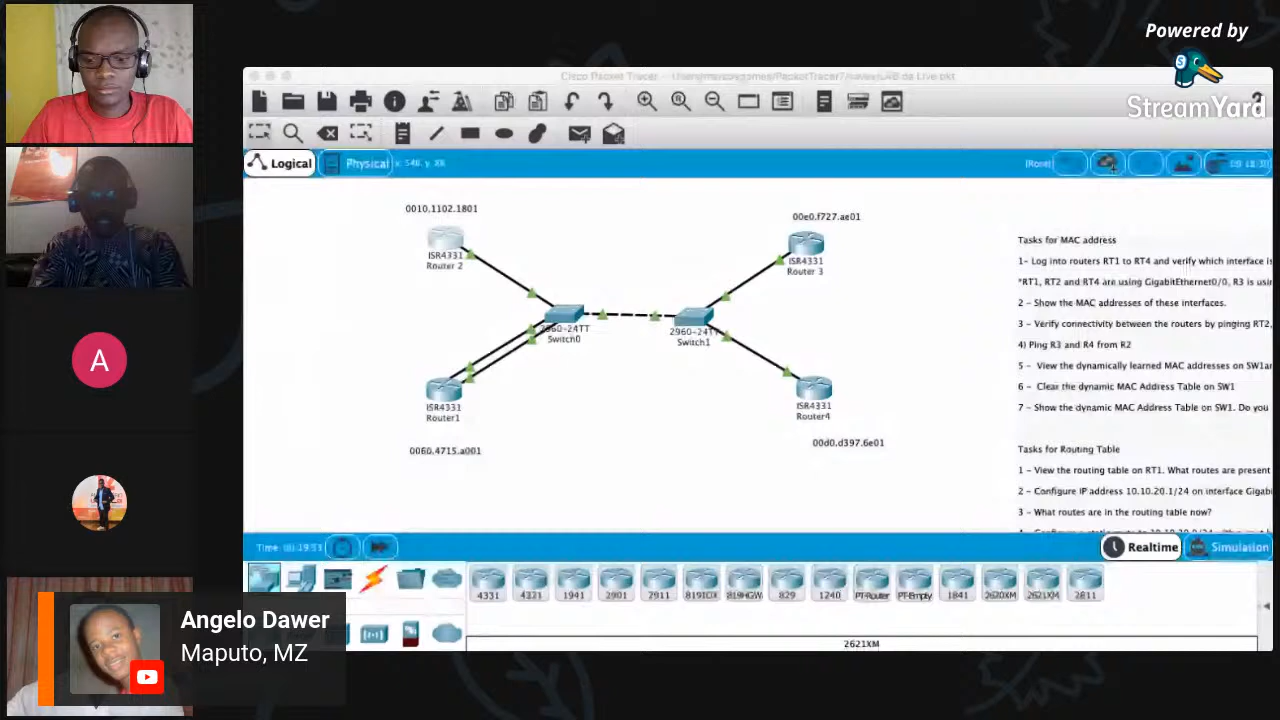 Powered by
StreamYard
Logical
Physical
x: 546, y: 88
0010.1102.1801
ISR4331
Router 2
00e0.f727.ae01
ISR4331
Router 3
2960-24TT
Switch0
2960-24TT
Switch1
ISR4331
Router1
0060.4715.a001
ISR4331
Router4
00d0.d397.6e01
Tasks for MAC address
1- Log into routers RT1 to RT4 and verify which interface is
*RT1, RT2 and RT4 are using GigabitEthernet0/0, R3 is usin
2 - Show the MAC addresses of these interfaces.
3 - Verify connectivity between the routers by pinging RT2,
4) Ping R3 and R4 from R2
5 - View the dynamically learned MAC addresses on SW1ar
6 - Clear the dynamic MAC Address Table on SW1
7 - Show the dynamic MAC Address Table on SW1. Do you
Tasks for Routing Table
1 - View the routing table on RT1. What routes are present
2 - Configure IP address 10.10.20.1/24 on interface Gigabi
3 - What routes are in the routing table now?
Realtime
Simulation
4331
4321
1941
2901
2911
819IOX
819HGW
829
1240
PT-Router
PT-Empty
1841
2620XM
2621XM
2811
2621XM
A
Angelo Dawer
Maputo, MZ